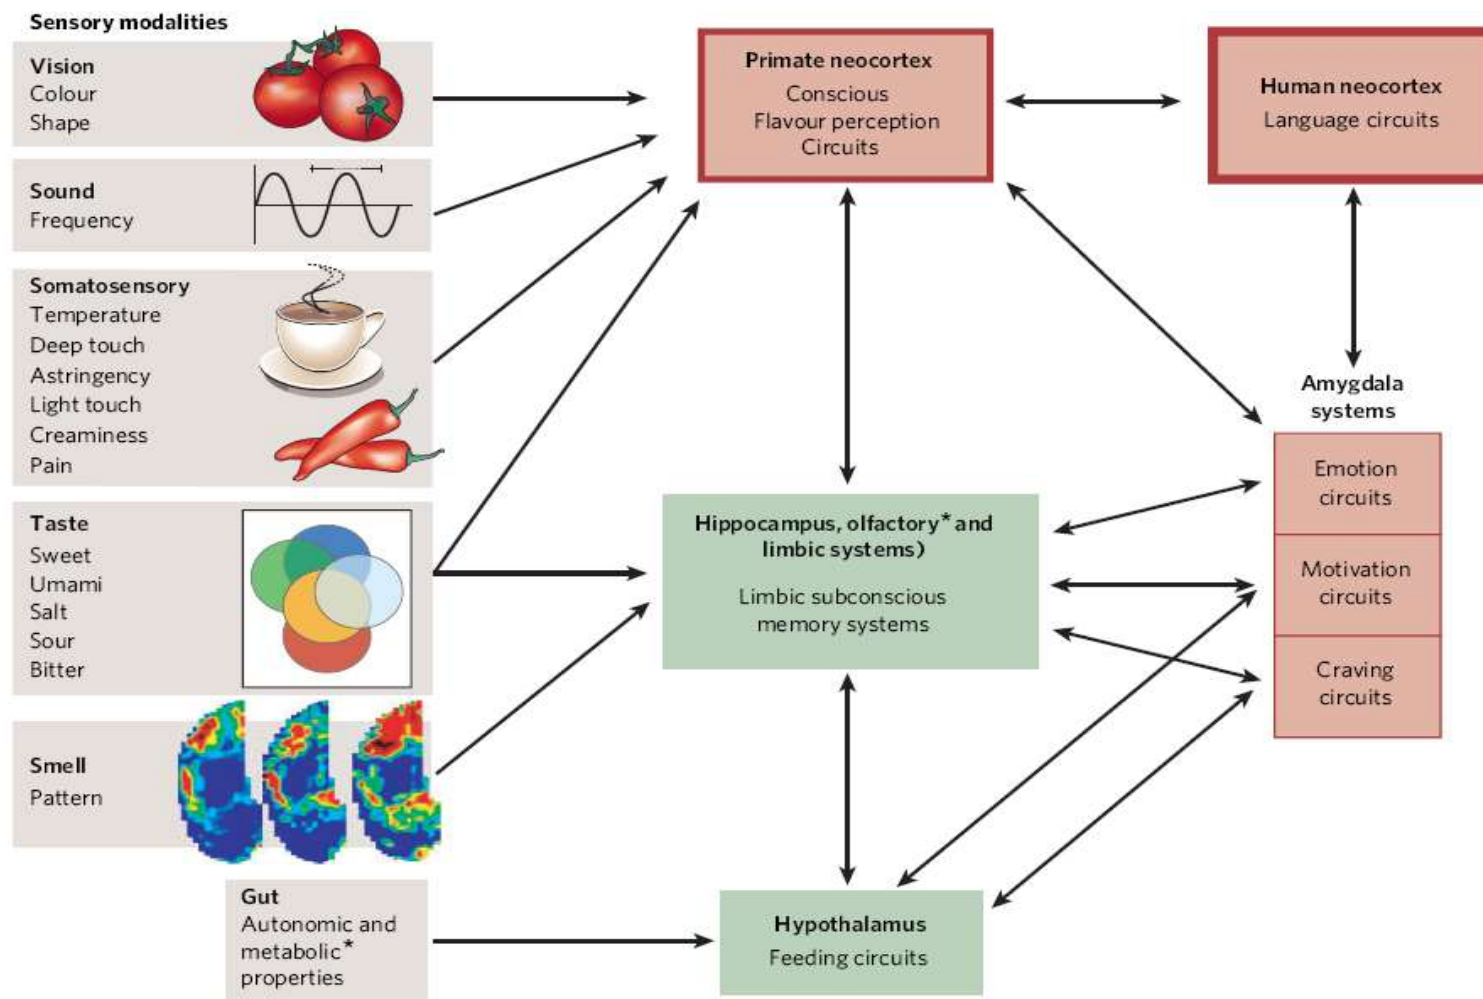 Sensory modalities
Vision
Colour
Shape
Sound
Frequency
Somatosensory
Temperature
Deep touch
Astringency
Light touch
Creaminess
Pain
Taste
Sweet
Umami
Salt
Sour
Bitter
Smell
Pattern
Gut
Autonomic and
metabolic*
properties
Primate neocortex
Conscious
Flavour perception
Circuits
Human neocortex
Language circuits
Hippocampus, olfactory* and
limbic systems)
Limbic subconscious
memory systems
Amygdala
systems
Emotion
circuits
Motivation
circuits
Craving
circuits
Hypothalamus
Feeding circuits